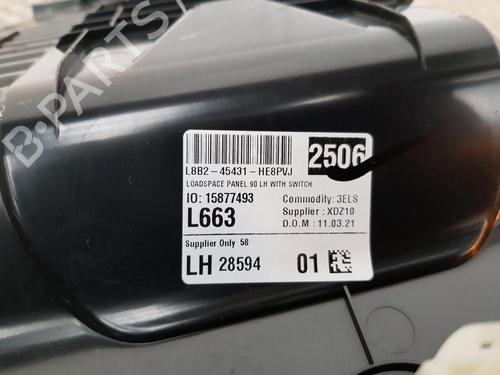 B-PARTS
L8B2-45431-HE8PVJ
2506
LOADSPACE PANEL 90 LH WITH SWITCH
IO: 15877493
Commodity: 3ELS
L663
Supplier : XDZ10
D.O.M : 11.03.21
Supplier Only 58
LH 28594 01